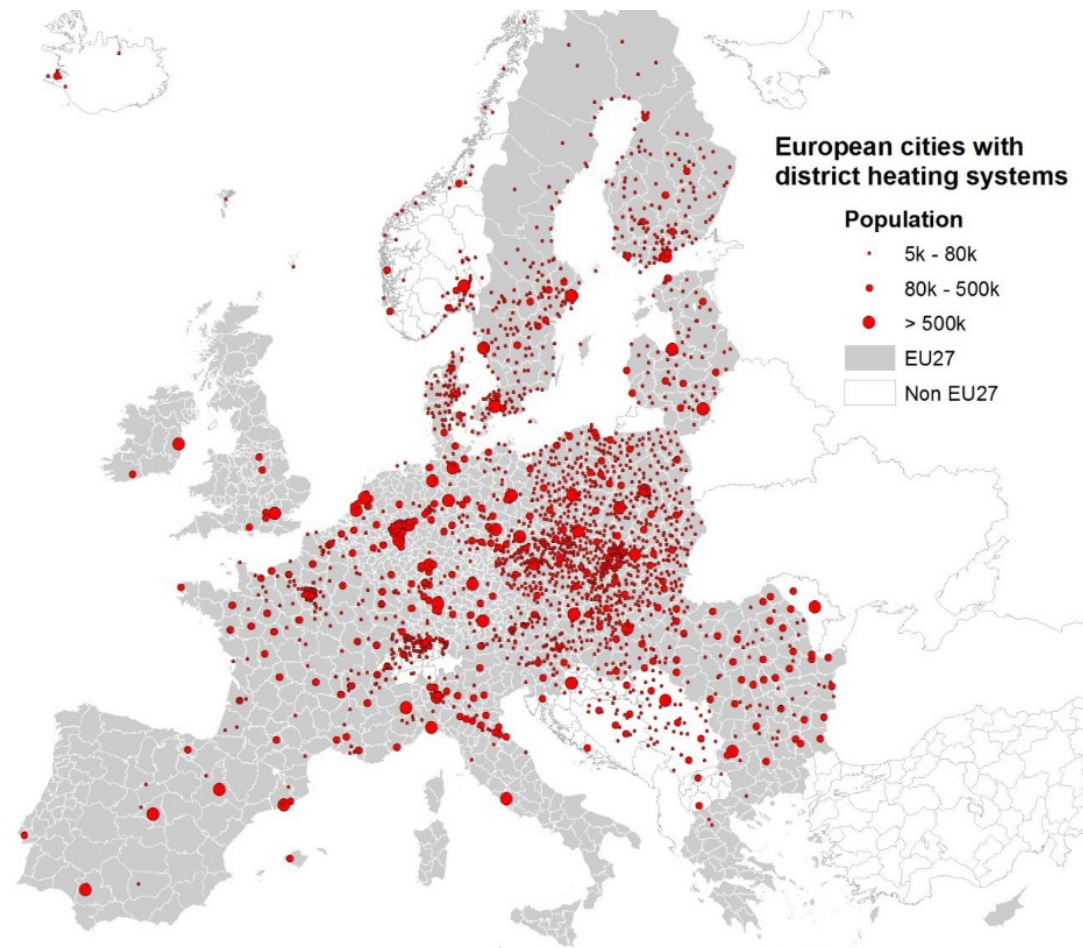 European cities with
district heating systems
Population
5k - 80k
80k - 500k
> 500k
EU27
Non EU27